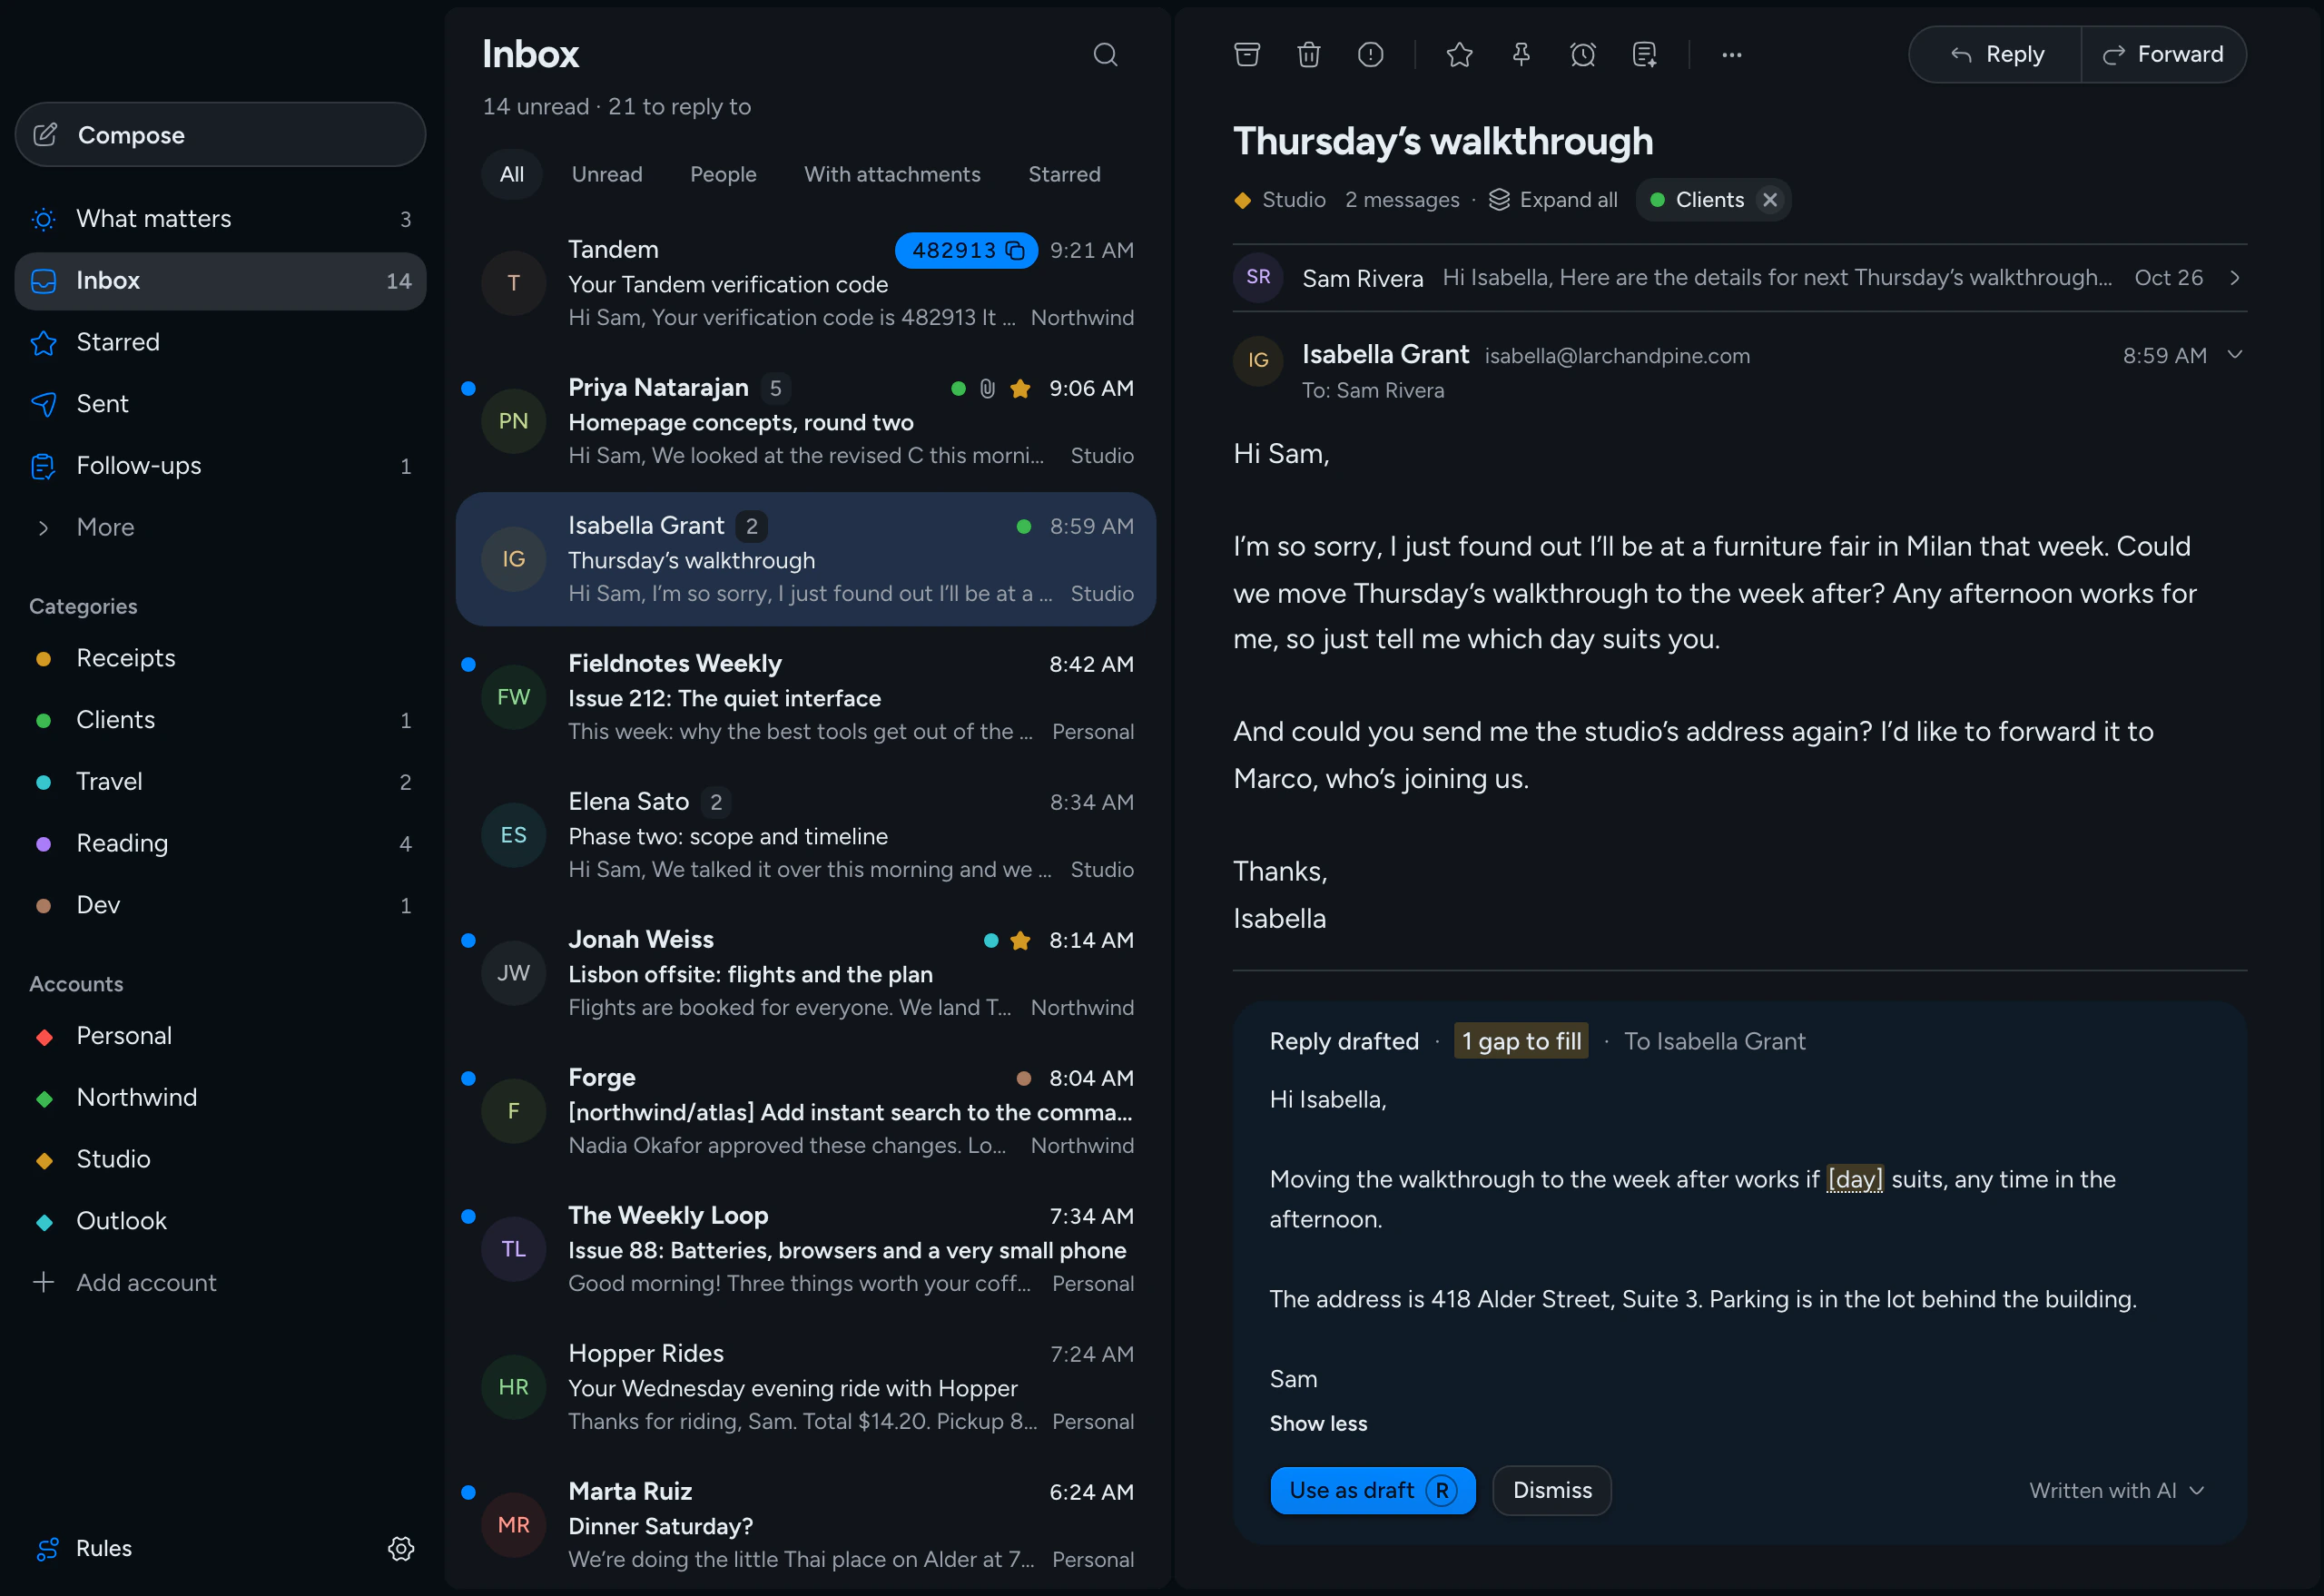 Compose
What matters 3
Inbox 14
Starred
Sent
Follow-ups 1
More
Categories
Receipts
Clients 1
Travel 2
Reading 4
Dev 1
Accounts
Personal
Northwind
Studio
Outlook
Add account
Rules
Inbox
14 unread · 21 to reply to
All Unread People With attachments Starred
T
Tandem 482913 9:21 AM
Your Tandem verification code
Hi Sam, Your verification code is 482913 It ... Northwind
PN
Priya Natarajan 5 9:06 AM
Homepage concepts, round two
Hi Sam, We looked at the revised C this morni... Studio
IG
Isabella Grant 2 8:59 AM
Thursday’s walkthrough
Hi Sam, I’m so sorry, I just found out I’ll be at a ... Studio
FW
Fieldnotes Weekly 8:42 AM
Issue 212: The quiet interface
This week: why the best tools get out of the ... Personal
ES
Elena Sato 2 8:34 AM
Phase two: scope and timeline
Hi Sam, We talked it over this morning and we ... Studio
JW
Jonah Weiss 8:14 AM
Lisbon offsite: flights and the plan
Flights are booked for everyone. We land T... Northwind
F
Forge 8:04 AM
[northwind/atlas] Add instant search to the comma...
Nadia Okafor approved these changes. Lo... Northwind
TL
The Weekly Loop 7:34 AM
Issue 88: Batteries, browsers and a very small phone
Good morning! Three things worth your coff... Personal
HR
Hopper Rides 7:24 AM
Your Wednesday evening ride with Hopper
Thanks for riding, Sam. Total $14.20. Pickup 8... Personal
MR
Marta Ruiz 6:24 AM
Dinner Saturday?
We’re doing the little Thai place on Alder at 7... Personal
Reply Forward
Thursday’s walkthrough
Studio 2 messages · Expand all Clients
SR Sam Rivera Hi Isabella, Here are the details for next Thursday’s walkthrough... Oct 26
IG Isabella Grant isabella@larchandpine.com 8:59 AM
To: Sam Rivera
Hi Sam,
I’m so sorry, I just found out I’ll be at a furniture fair in Milan that week. Could
we move Thursday’s walkthrough to the week after? Any afternoon works for
me, so just tell me which day suits you.
And could you send me the studio’s address again? I’d like to forward it to
Marco, who’s joining us.
Thanks,
Isabella
Reply drafted · 1 gap to fill · To Isabella Grant
Hi Isabella,
Moving the walkthrough to the week after works if [day] suits, any time in the
afternoon.
The address is 418 Alder Street, Suite 3. Parking is in the lot behind the building.
Sam
Show less
Use as draft R Dismiss Written with AI